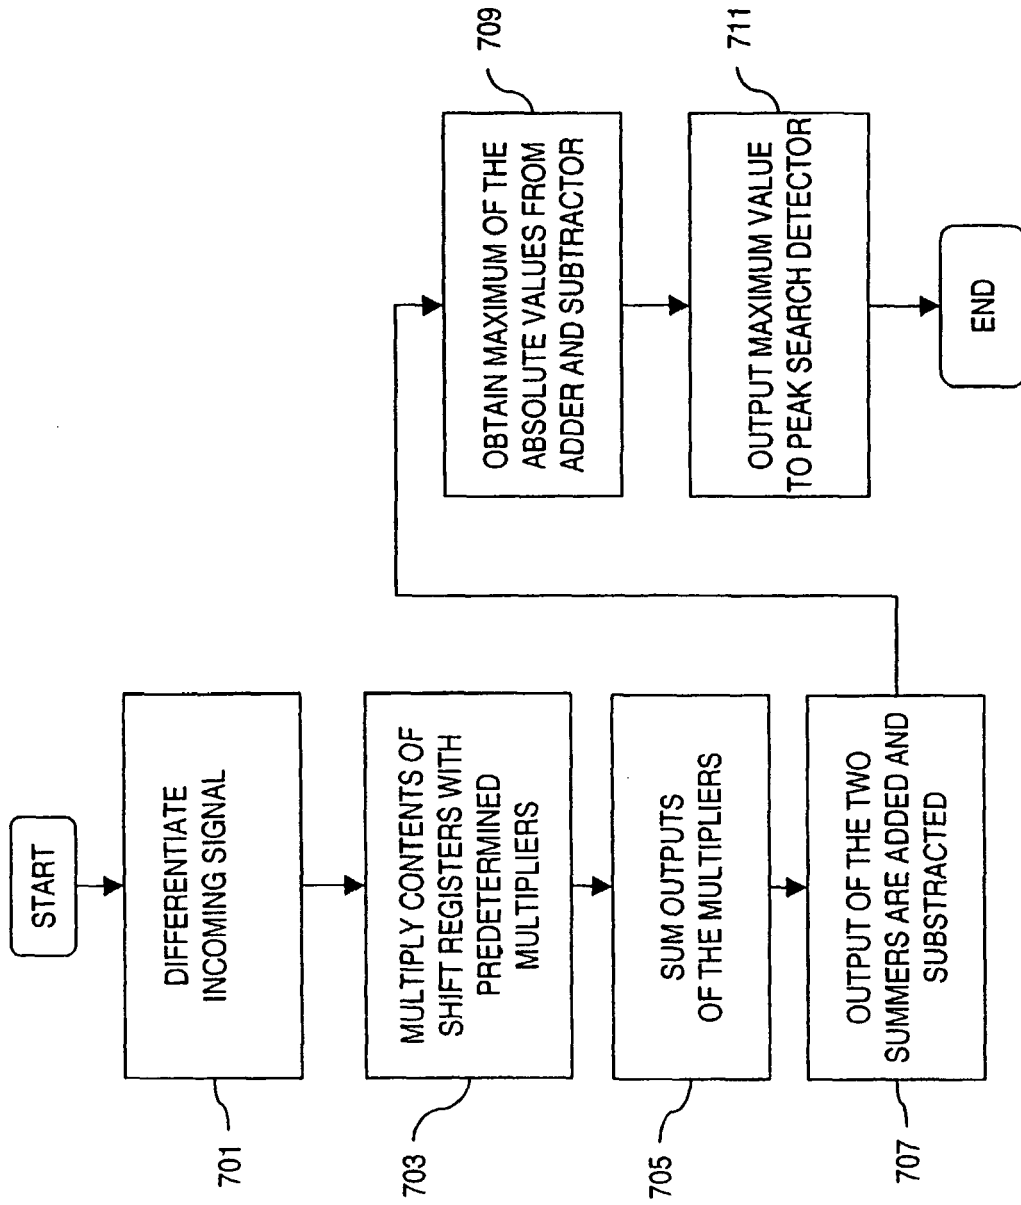 START
DIFFERENTIATE
INCOMING SIGNAL
701
MULTIPLY CONTENTS OF
SHIFT REGISTERS WITH
PREDETERMINED
MULTIPLIERS
703
SUM OUTPUTS
OF THE MULTIPLIERS
705
OUTPUT OF THE TWO
SUMMERS ARE ADDED AND
SUBSTRACTED
707
OBTAIN MAXIMUM OF THE
ABSOLUTE VALUES FROM
ADDER AND SUBTRACTOR
709
OUTPUT MAXIMUM VALUE
TO PEAK SEARCH DETECTOR
711
END